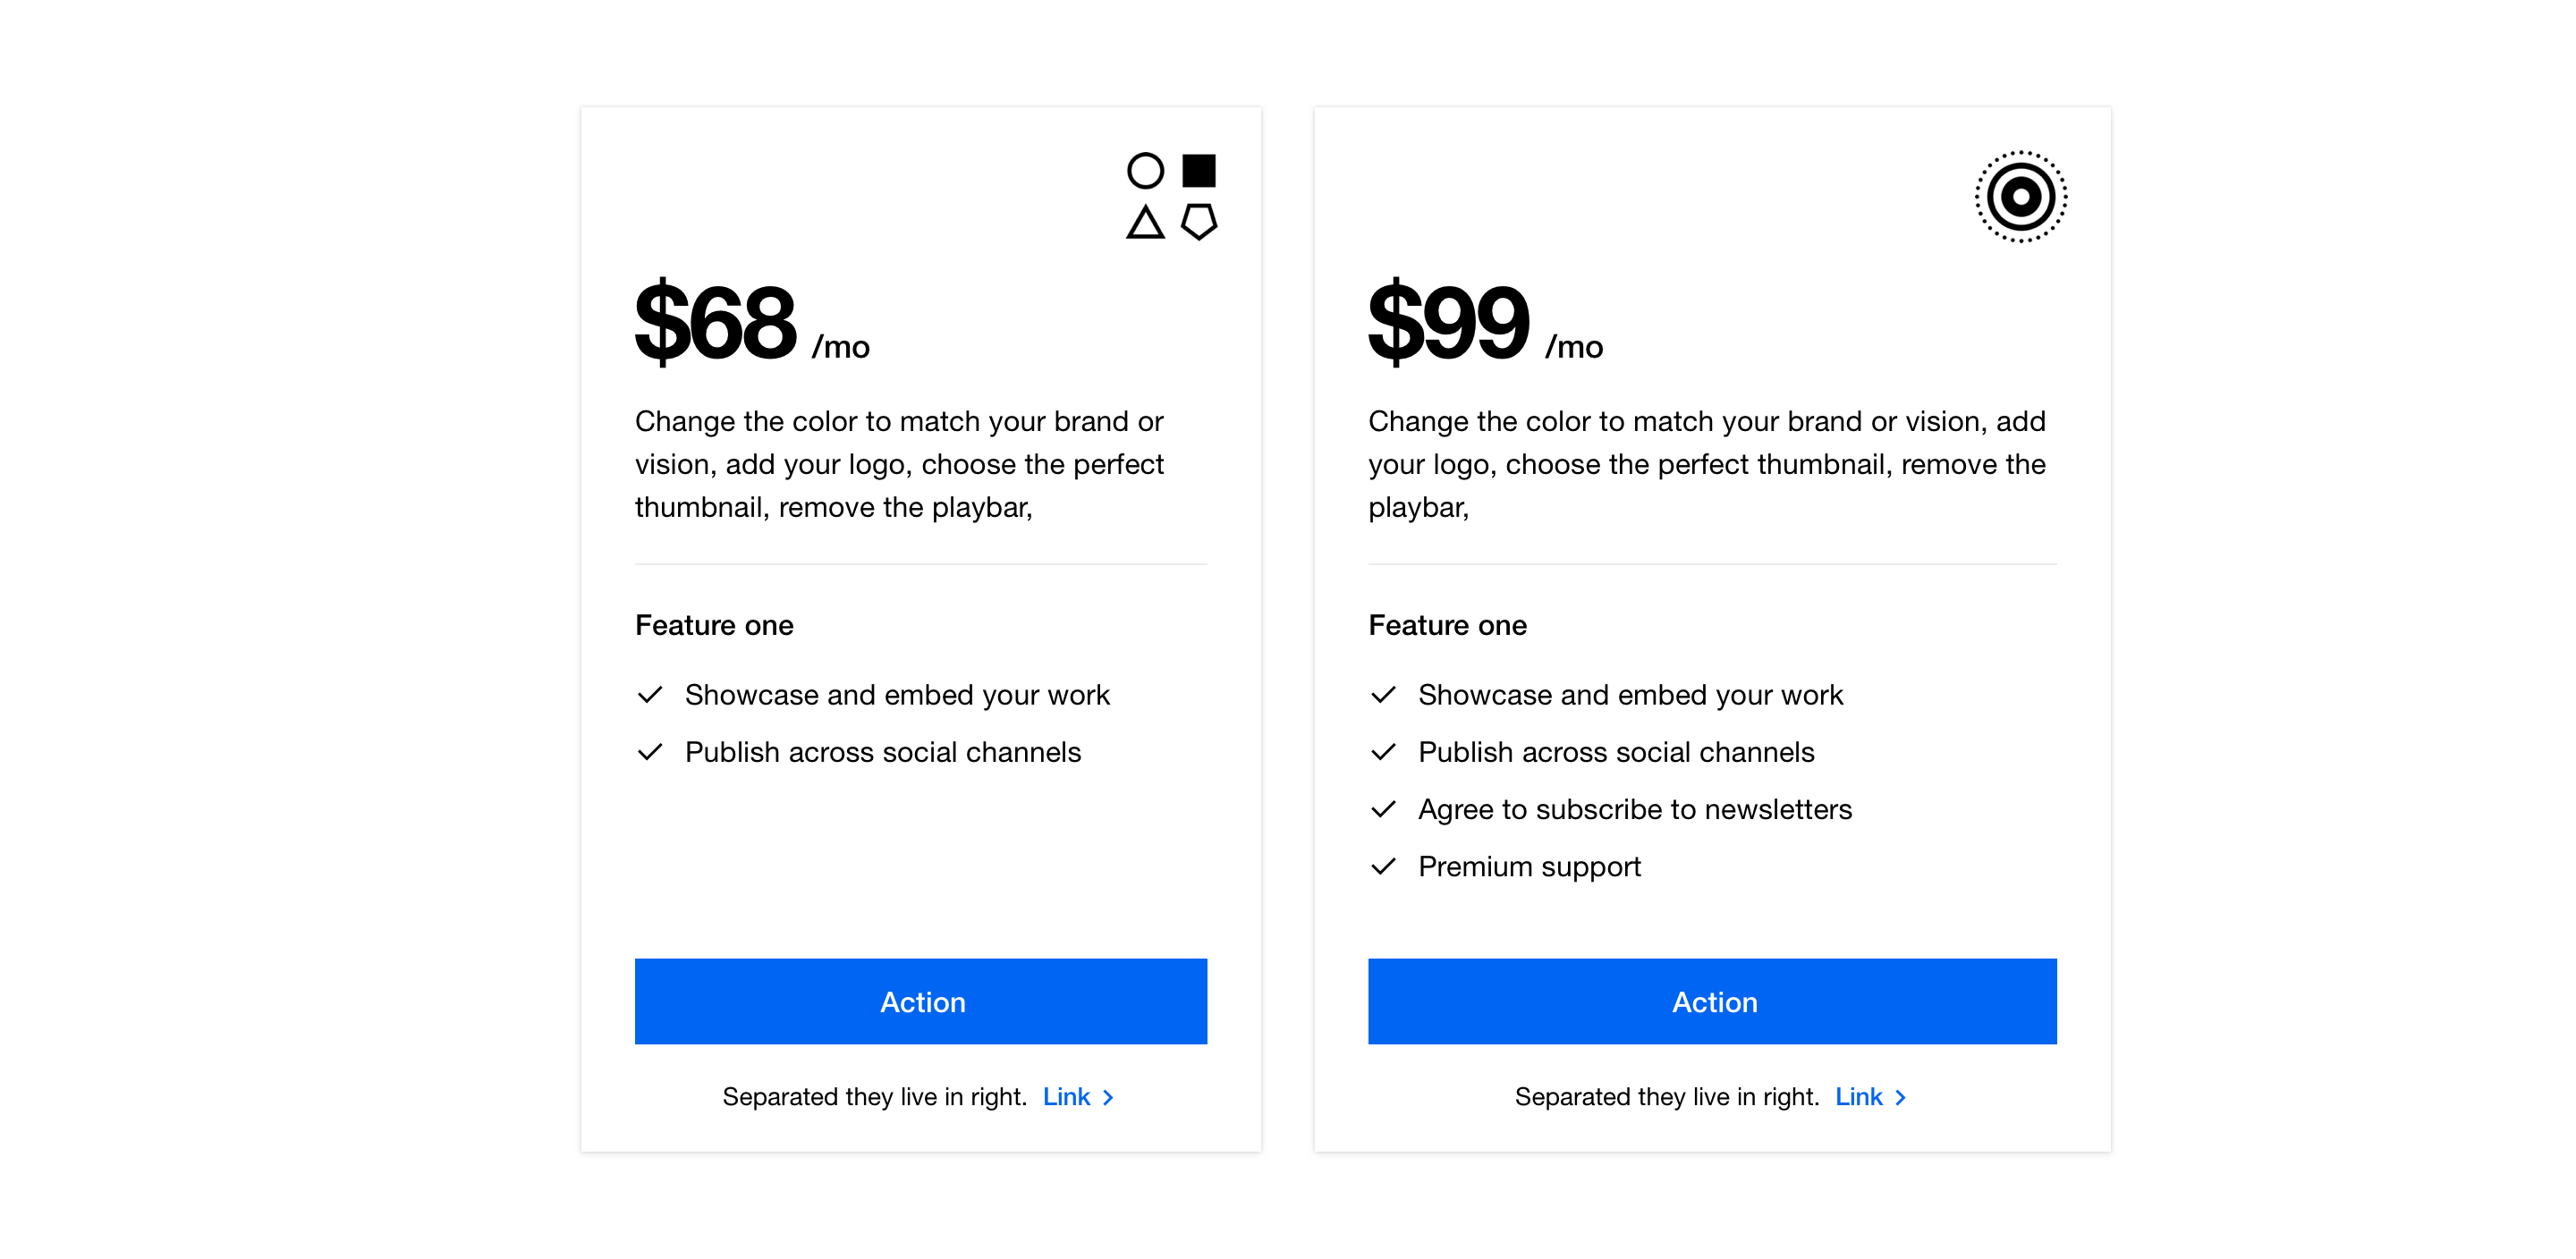 $68 /mo
Change the color to match your brand or
vision, add your logo, choose the perfect
thumbnail, remove the playbar,
Feature one
Showcase and embed your work
Publish across social channels
Action
Separated they live in right. Link
$99 /mo
Change the color to match your brand or vision, add
your logo, choose the perfect thumbnail, remove the
playbar,
Feature one
Showcase and embed your work
Publish across social channels
Agree to subscribe to newsletters
Premium support
Action
Separated they live in right. Link